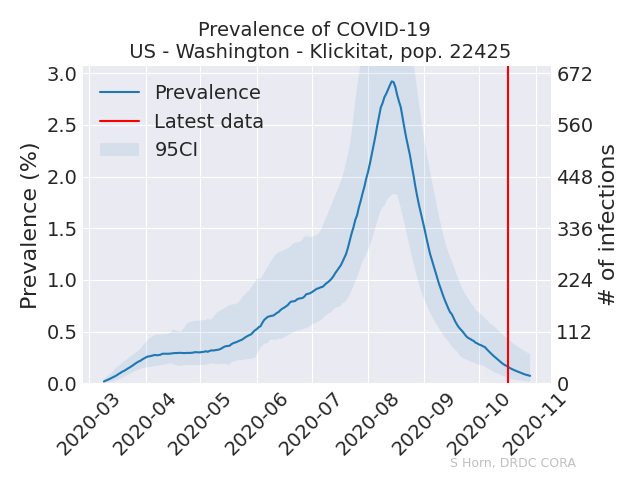 Prevalence of COVID-19
US - Washington - Klickitat, pop. 22425
Prevalence
Latest data
95CI
Prevalence (%)
3.0
2.5
2.0
1.5
1.0
0.5
0.0
672
560
448
336
224
112
0
# of infections
2020-03
2020-04
2020-05
2020-06
2020-07
2020-08
2020-09
2020-10
2020-11
S Horn, DRDC CORA